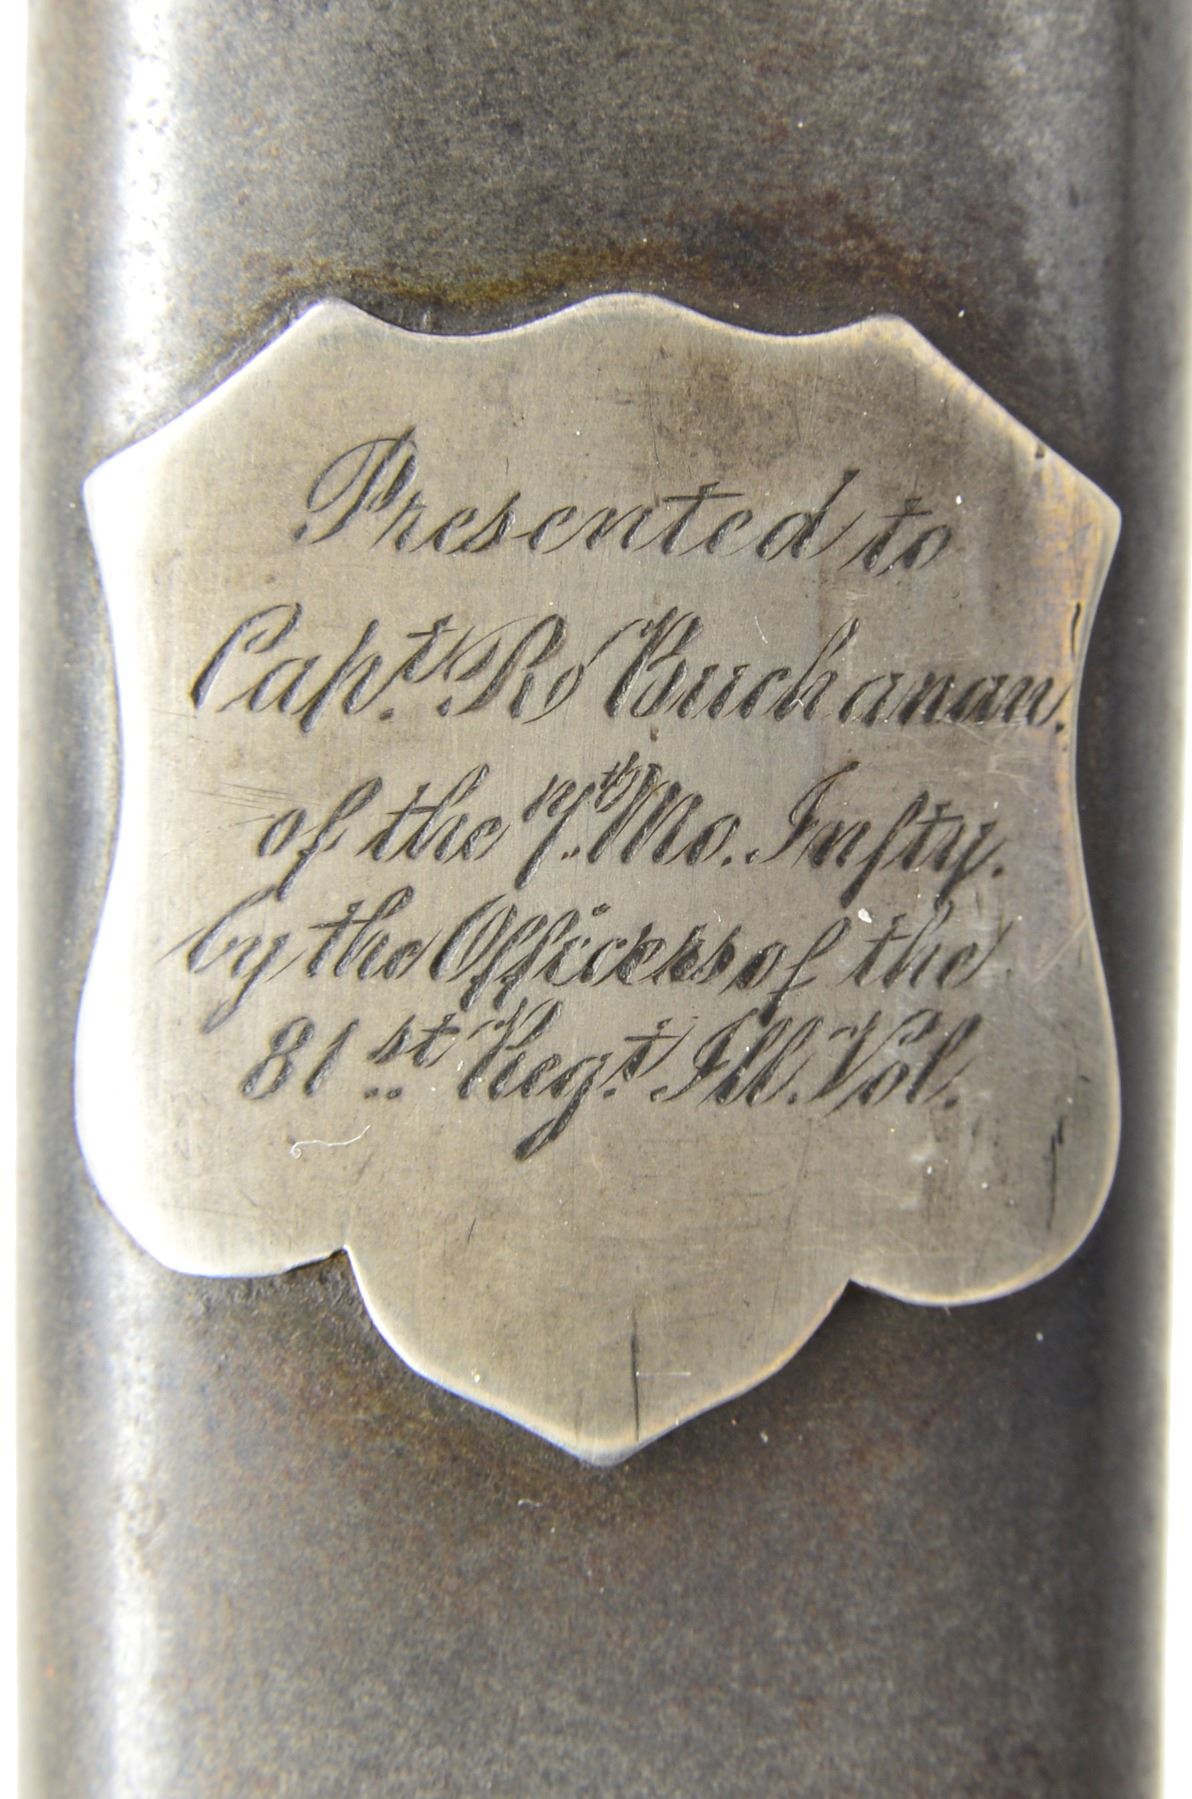 Presented to
Capt. Ro Buchanan.
of the 7th Mo. Infty.
by the Officers of the
81st Regt. Ill. Vol.